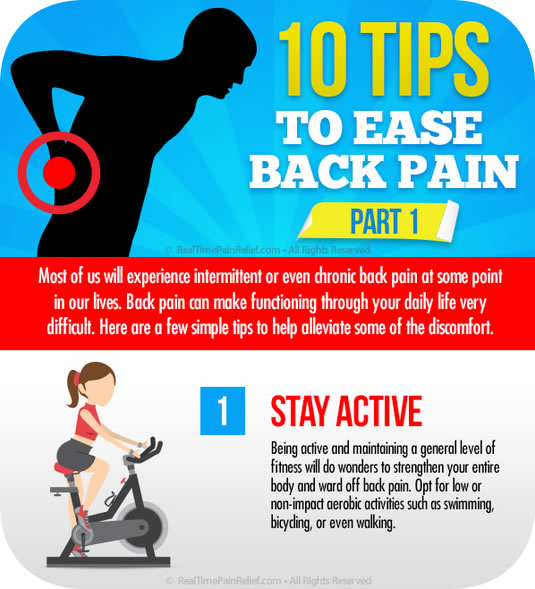 10 TIPS
TO EASE
BACK PAIN
PART 1
© RealTimePainRelief.com • All Rights Reserved
Most of us will experience intermittent or even chronic back pain at some point
in our lives. Back pain can make functioning through your daily life very
difficult. Here are a few simple tips to help alleviate some of the discomfort.
1
STAY ACTIVE
Being active and maintaining a general level of
fitness will do wonders to strengthen your entire
body and ward off back pain. Opt for low or
non-impact aerobic activities such as swimming,
bicycling, or even walking.
© RealTimePainRelief.com • All Rights Reserved